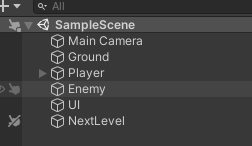 All
SampleScene
Main Camera
Ground
Player
Enemy
UI
NextLevel